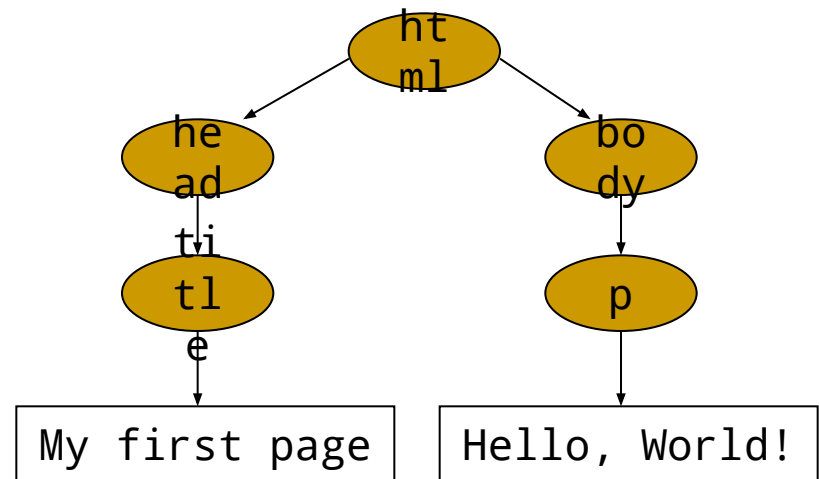 ht
ml
he
ad
bo
dy
ti
tl
e
p
My first page
Hello, World!